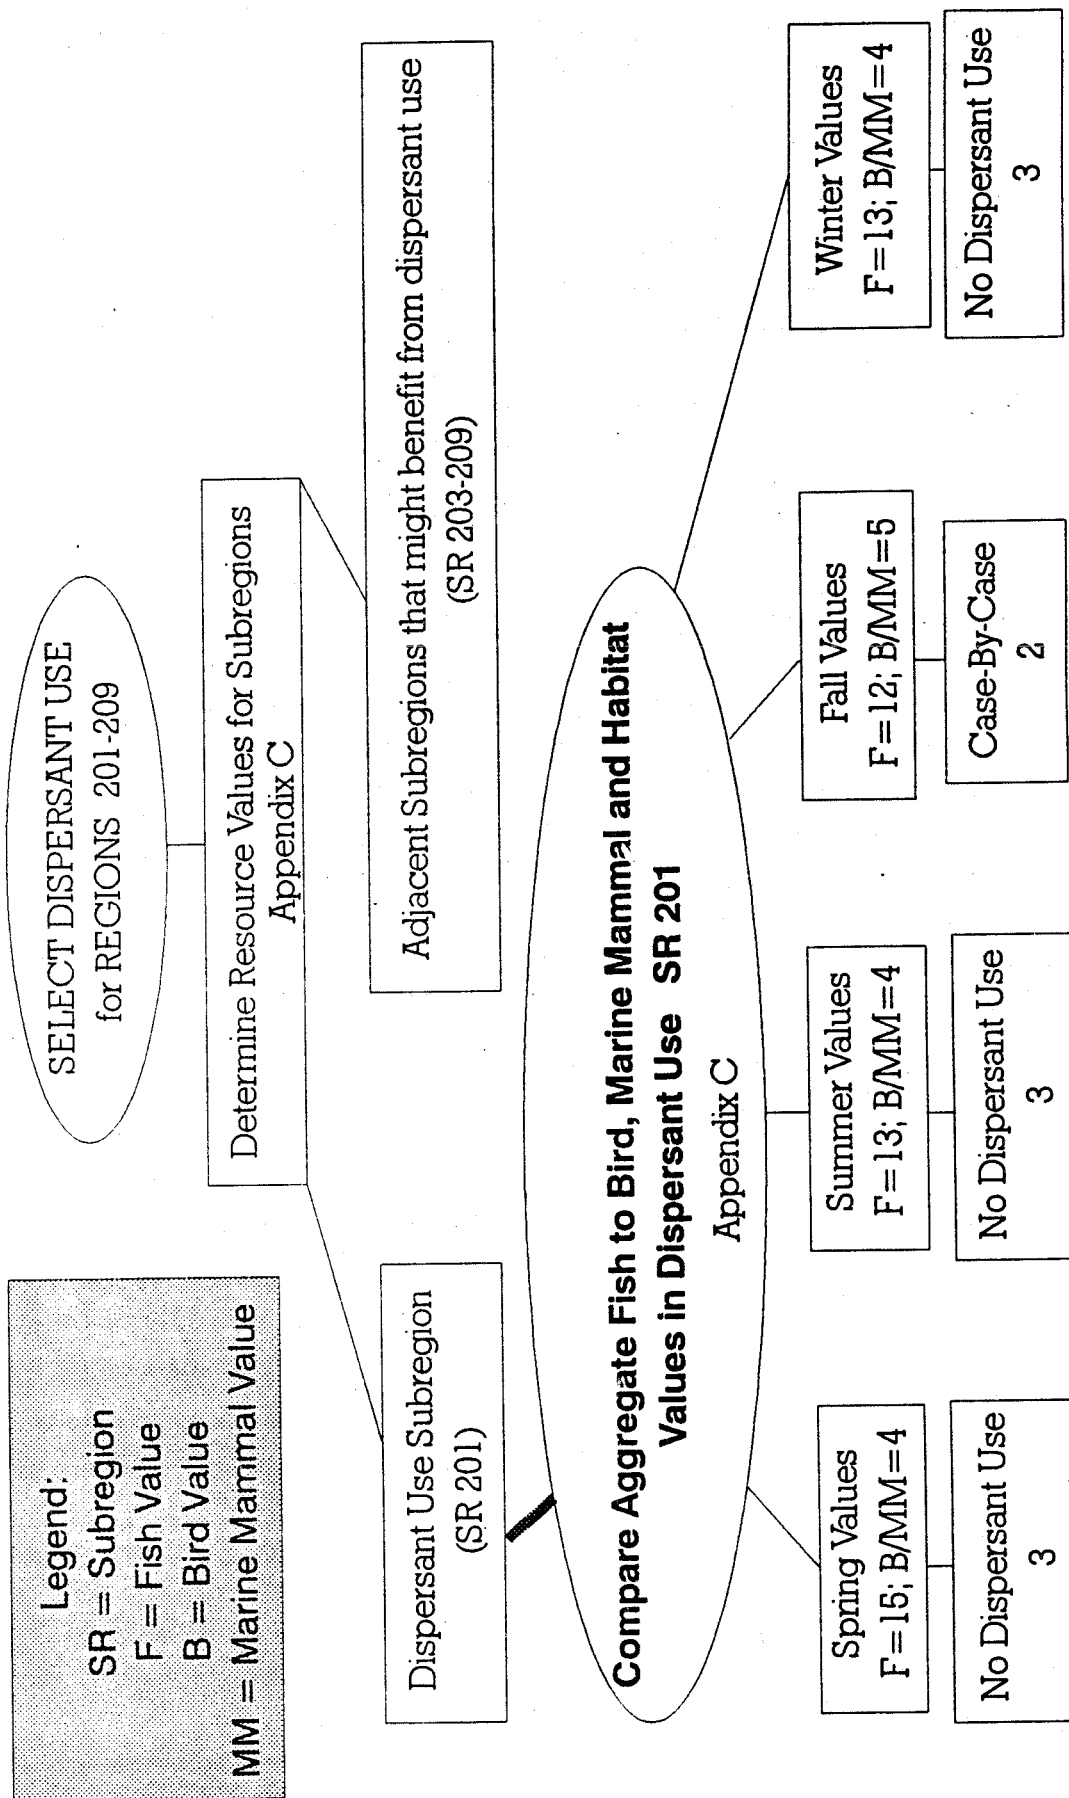 Legend:
SR = Subregion
F = Fish Value
B = Bird Value
MM = Marine Mammal Value
SELECT DISPERSANT USE
for REGIONS 201-209
Determine Resource Values for Subregions
Appendix C
Dispersant Use Subregion
(SR 201)
Adjacent Subregions that might benefit from dispersant use
(SR 203-209)
Compare Aggregate Fish to Bird, Marine Mammal and Habitat
Values in Dispersant Use SR 201
Appendix C
Spring Values
F=15; B/MM=4
No Dispersant Use
3
Summer Values
F=13; B/MM=4
No Dispersant Use
3
Fall Values
F=12; B/MM=5
Case-By-Case
2
Winter Values
F=13; B/MM=4
No Dispersant Use
3